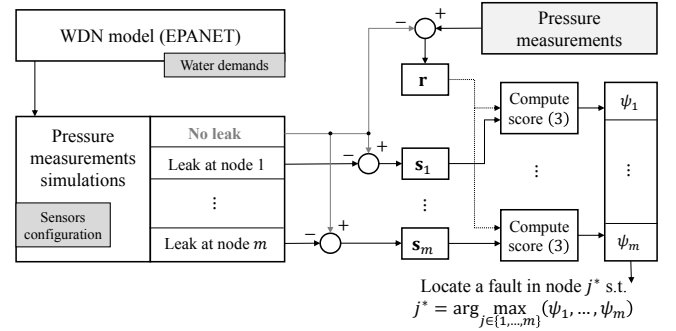 WDN model (EPANET)
Water demands
− +
Pressure
measurements
r
Pressure
measurements
simulations
Sensors
configuration
No leak
Leak at node 1
⋮
Leak at node m
− +
− +
s₁
⋮
sₘ
Compute
score (3)
⋮
Compute
score (3)
ψ₁
⋮
ψₘ
Locate a fault in node j* s.t.
j* = arg max (ψ₁, … , ψₘ)
j∈{1,…,m}